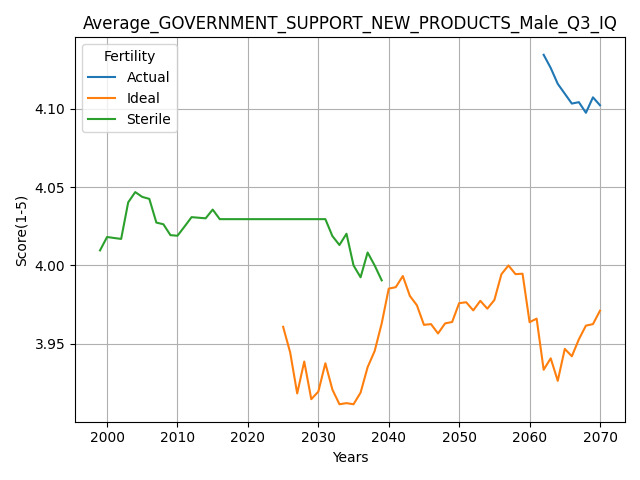 Average_GOVERNMENT_SUPPORT_NEW_PRODUCTS_Male_Q3_IQ
Fertility
Actual
Ideal
Sterile
4.10
4.05
4.00
3.95
Score(1-5)
2000 2010 2020 2030 2040 2050 2060 2070
Years